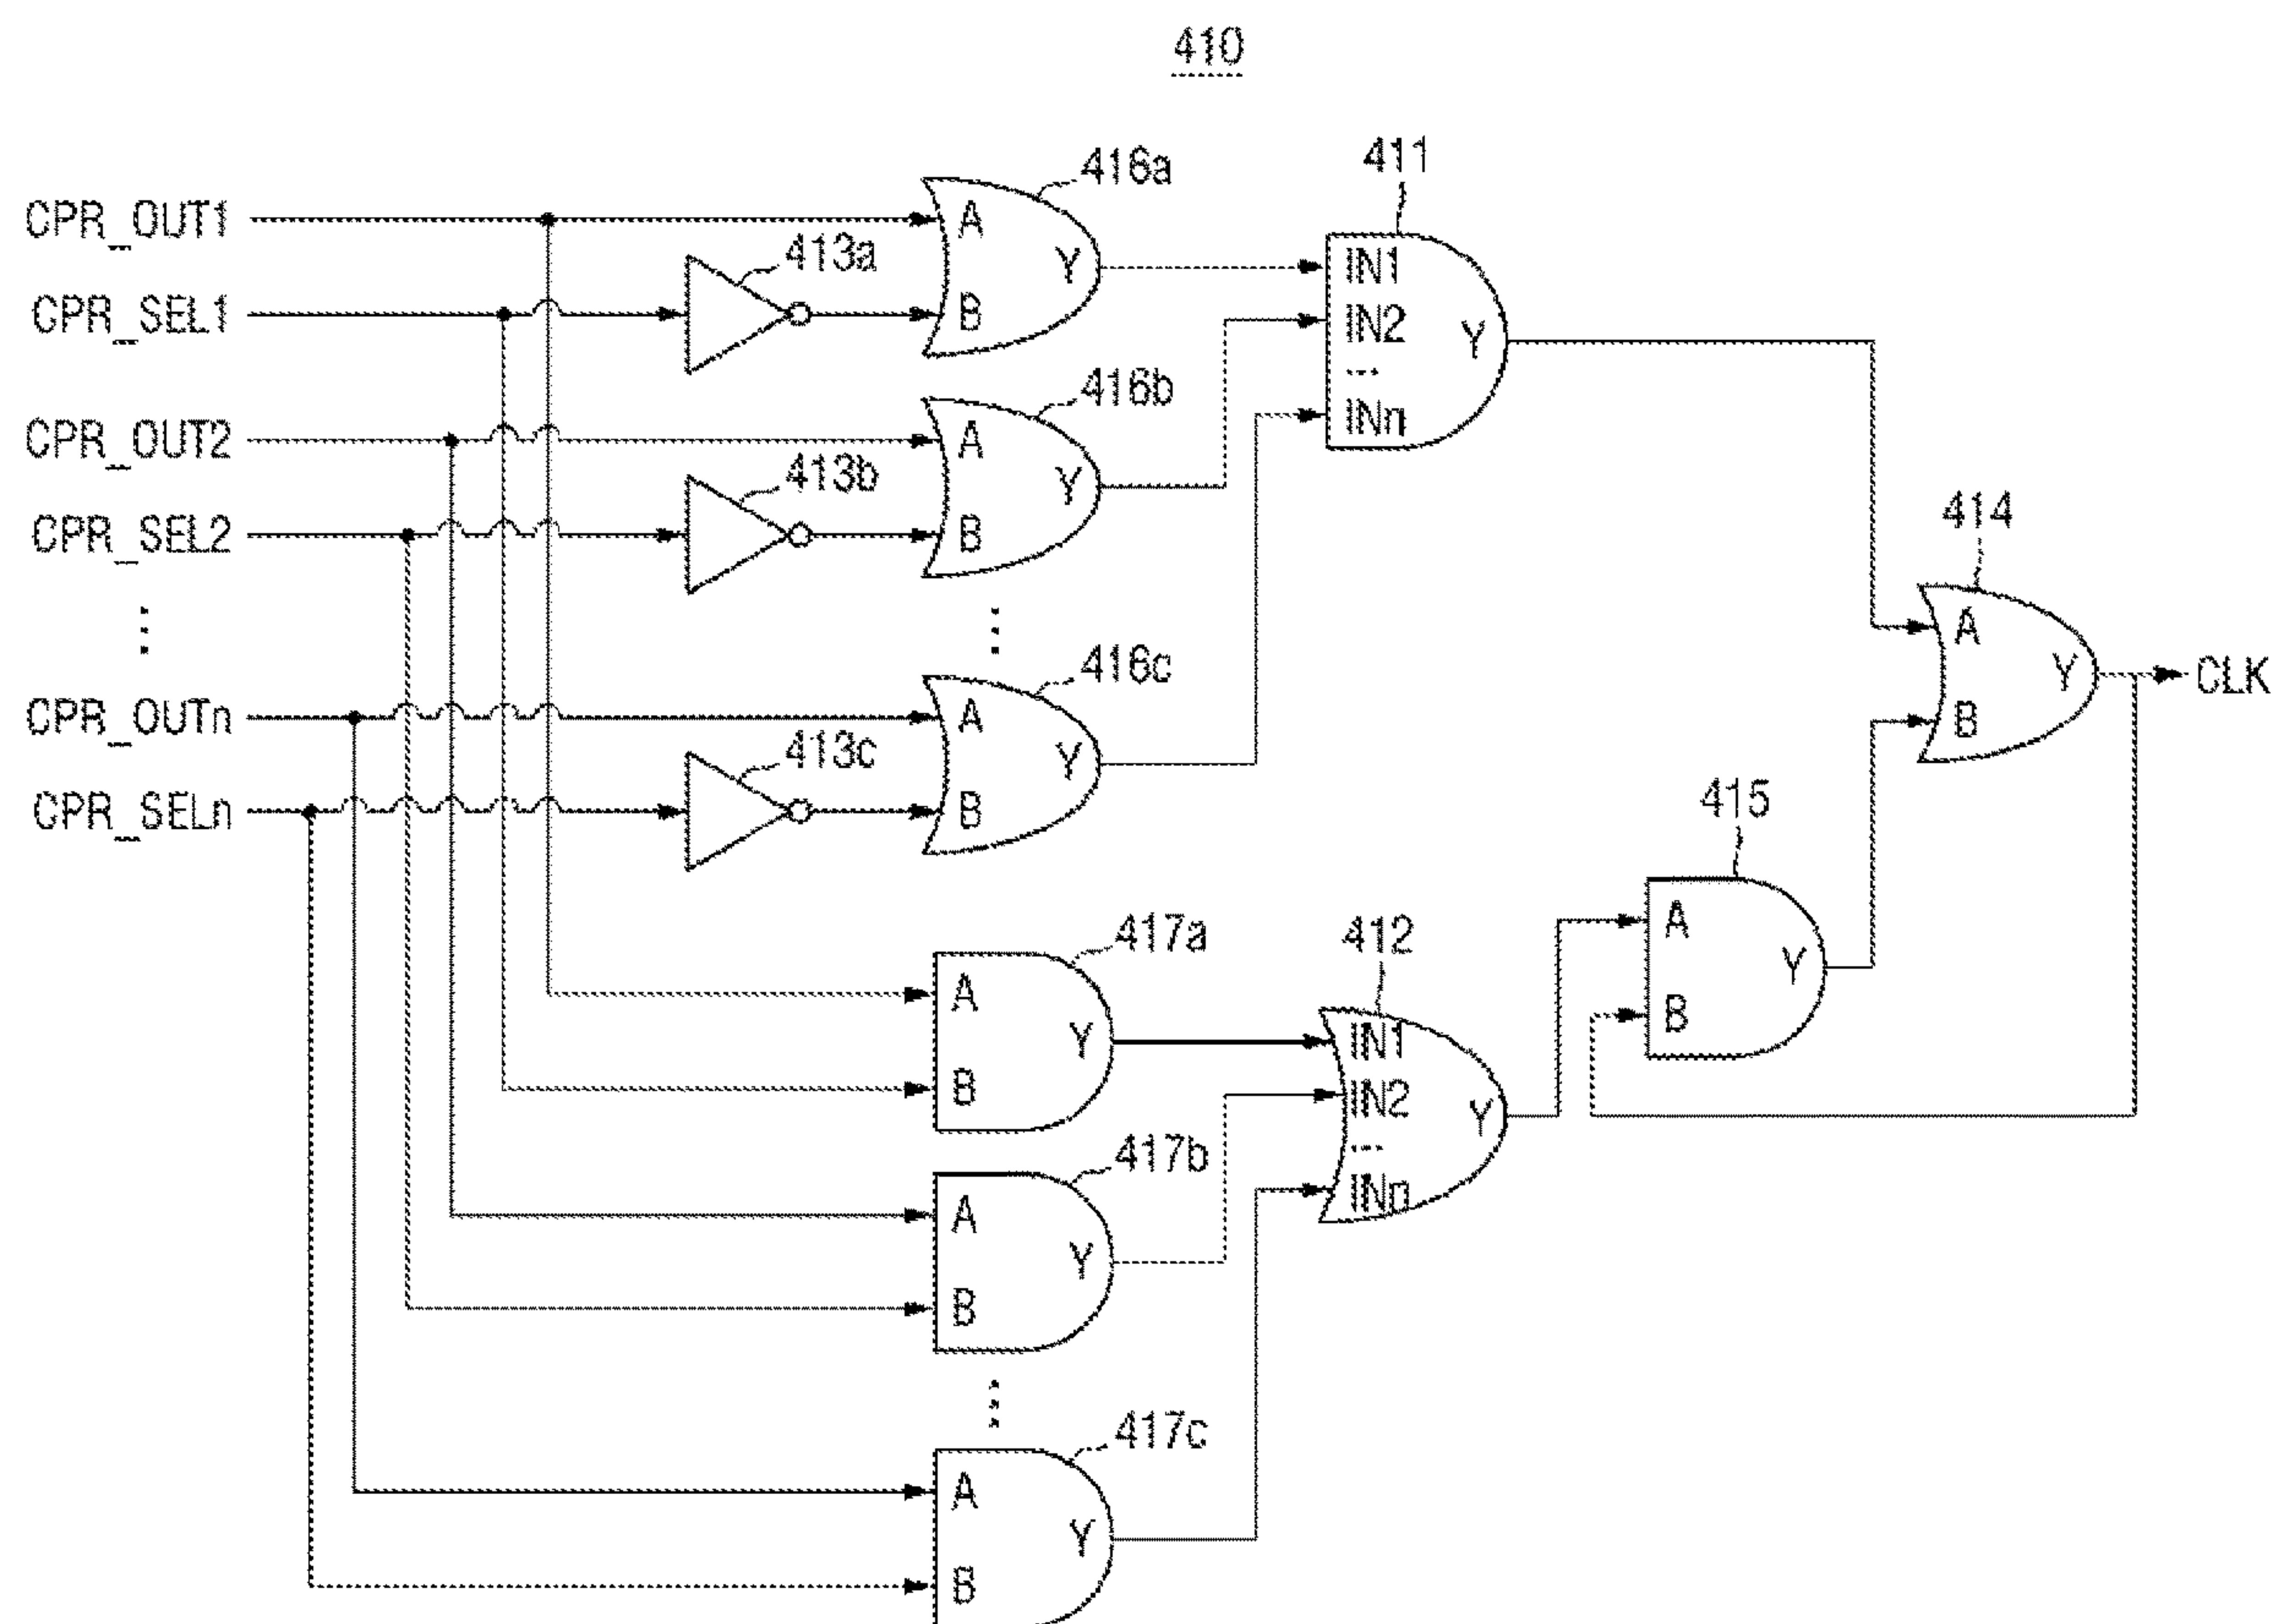 410
CPR_OUT1
CPR_SEL1
CPR_OUT2
CPR_SEL2
⋮
CPR_OUTn
CPR_SELn
413a
413b
413c
416a
A
B
Y
416b
A
B
Y
⋮
416c
A
B
Y
411
IN1
IN2
...
INn
Y
417a
A
B
Y
417b
A
B
Y
⋮
417c
A
B
Y
412
IN1
IN2
...
INn
Y
415
A
B
Y
414
A
B
Y
CLK